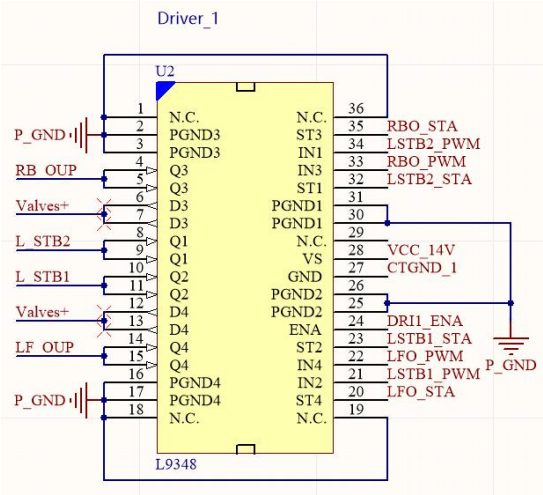 Driver_1
U2
1 N.C. N.C. 36
2 PGND3 ST3 35 RBO_STA
P_GND
3 PGND3 IN1 34 LSTB2_PWM
RB_OUP 4 Q3 IN3 33 RBO_PWM
5 Q3 ST1 32 LSTB2_STA
Valves+ 6 D3 PGND1 31
7 D3 PGND1 30
L_STB2 8 Q1 N.C. 29
9 Q1 VS 28 VCC_14V
L_STB1 10 Q2 GND 27 CTGND_1
11 Q2 PGND2 26
Valves+ 12 D4 PGND2 25
13 D4 ENA 24 DRI1_ENA
LF_OUP 14 Q4 ST2 23 LSTB1_STA
15 Q4 IN4 22 LFO_PWM
P_GND
16 PGND4 IN2 21 LSTB1_PWM
P_GND 17 PGND4 ST4 20 LFO_STA
18 N.C. N.C. 19
L9348